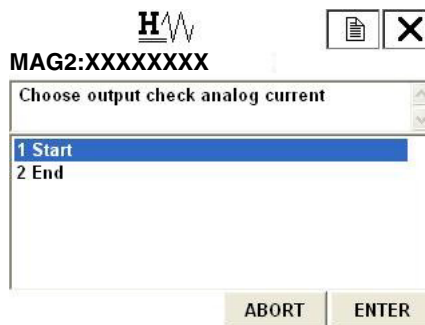 H
MAG2:XXXXXXXX
Choose output check analog current
1 Start
2 End
ABORT ENTER